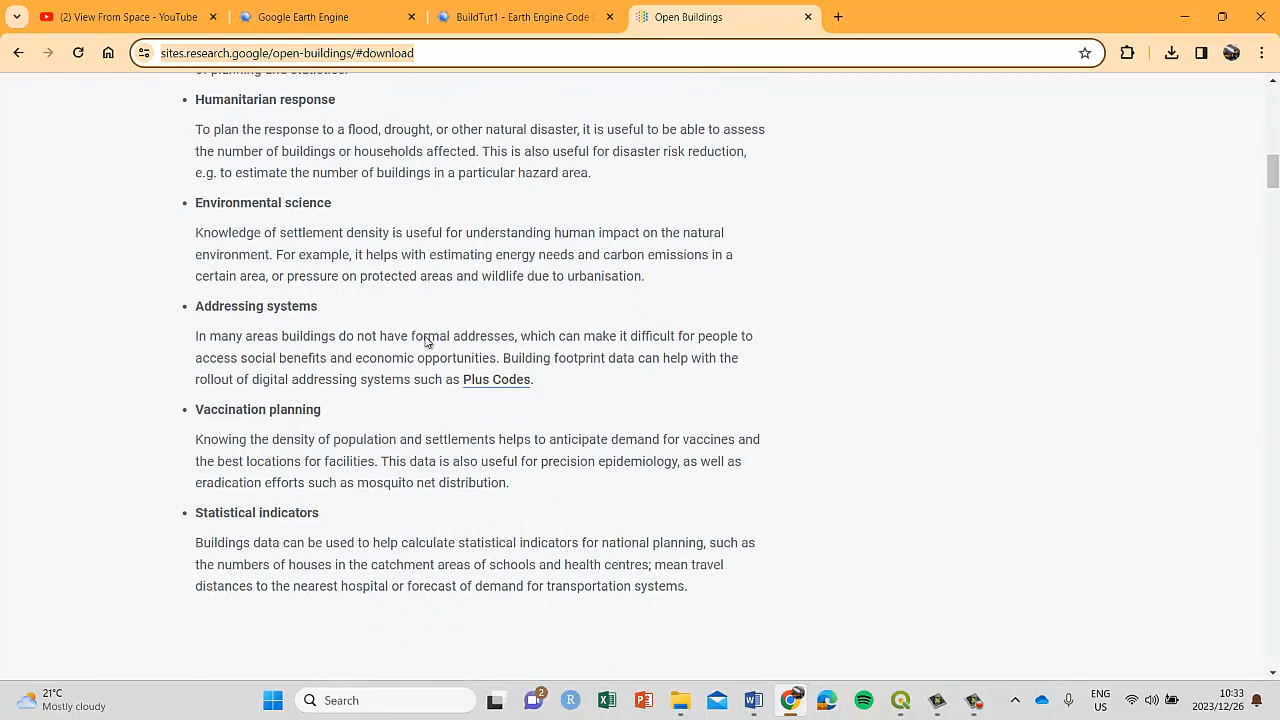 (2) View From Space - YouTube
Google Earth Engine
BuildTut1 - Earth Engine Code
Open Buildings
sites.research.google/open-buildings/#download
of planning and statistics.
• Humanitarian response
To plan the response to a flood, drought, or other natural disaster, it is useful to be able to assess
the number of buildings or households affected. This is also useful for disaster risk reduction,
e.g. to estimate the number of buildings in a particular hazard area.
• Environmental science
Knowledge of settlement density is useful for understanding human impact on the natural
environment. For example, it helps with estimating energy needs and carbon emissions in a
certain area, or pressure on protected areas and wildlife due to urbanisation.
• Addressing systems
In many areas buildings do not have formal addresses, which can make it difficult for people to
access social benefits and economic opportunities. Building footprint data can help with the
rollout of digital addressing systems such as Plus Codes.
• Vaccination planning
Knowing the density of population and settlements helps to anticipate demand for vaccines and
the best locations for facilities. This data is also useful for precision epidemiology, as well as
eradication efforts such as mosquito net distribution.
• Statistical indicators
Buildings data can be used to help calculate statistical indicators for national planning, such as
the numbers of houses in the catchment areas of schools and health centres; mean travel
distances to the nearest hospital or forecast of demand for transportation systems.
21°C
Mostly cloudy
Search
2
ENG
US
10:33
2023/12/26